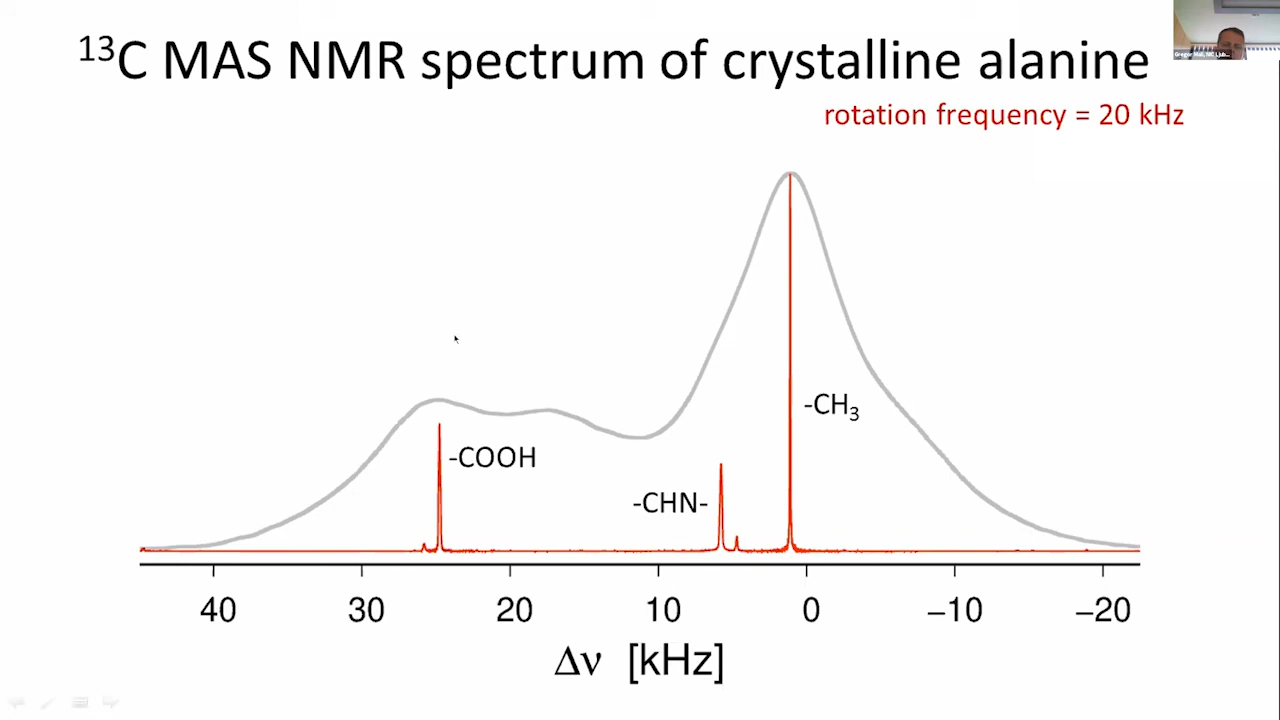 ¹³C MAS NMR spectrum of crystalline alanine
rotation frequency = 20 kHz
-CH₃
-COOH
-CHN-
40 30 20 10 0 −10 −20
Δν [kHz]